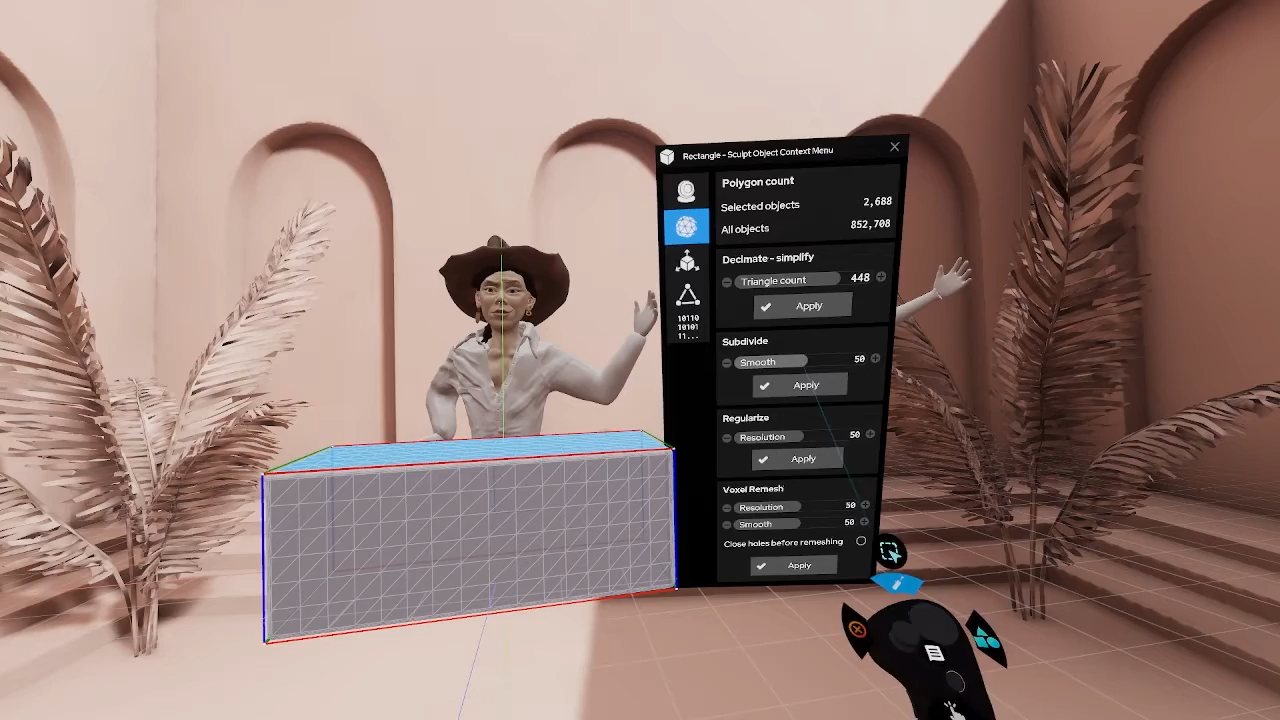 Rectangle - Sculpt Object Context Menu
Polygon count
Selected objects 2,688
All objects 852,708
Decimate - simplify
Triangle count 448
Apply
10110
10101
11...
Subdivide
Smooth 50
Apply
Regularize
Resolution 50
Apply
Voxel Remesh
Resolution 50
Smooth 50
Close holes before remeshing
Apply